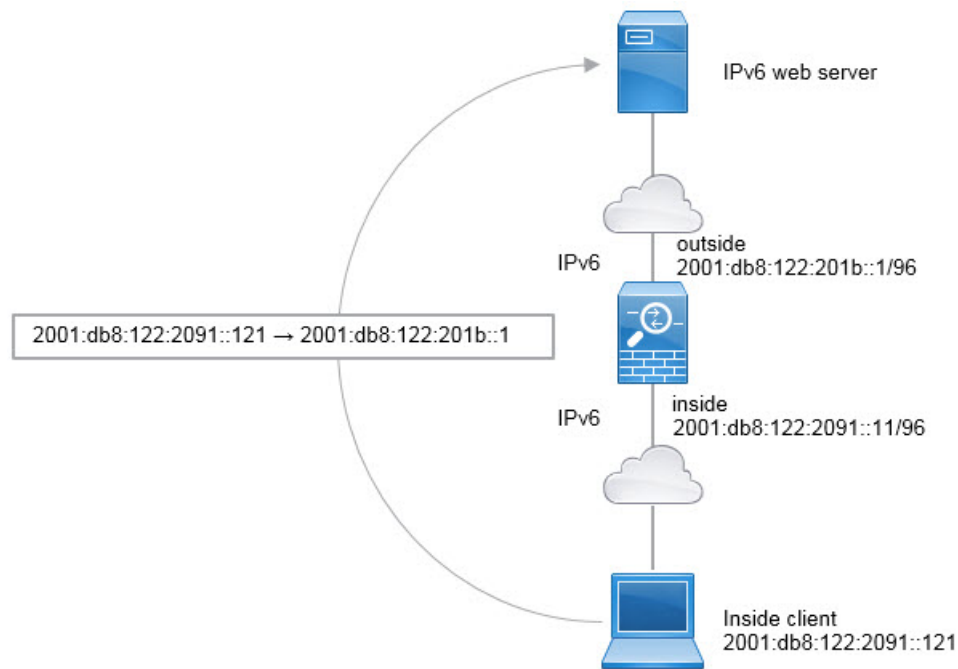 IPv6 web server
outside
IPv6
2001:db8:122:201b::1/96
2001:db8:122:2091::121 → 2001:db8:122:201b::1
inside
IPv6
2001:db8:122:2091::11/96
Inside client
2001:db8:122:2091::121